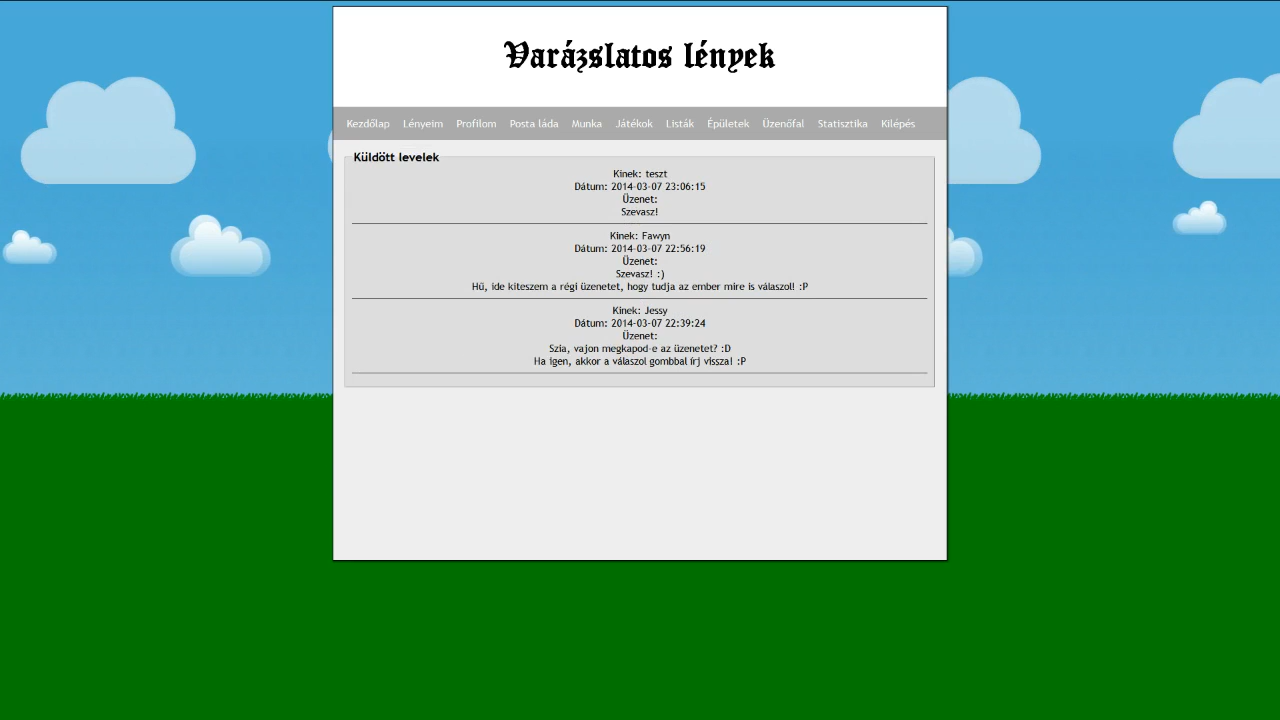 Varázslatos lények
Kezdőlap Lényeim Profilom Posta láda Munka Játékok Listák Épületek Üzenőfal Statisztika Kilépés
Küldött levelek
Kinek: teszt
Dátum: 2014-03-07 23:06:15
Üzenet:
Szevasz!
Kinek: Fawyn
Dátum: 2014-03-07 22:56:19
Üzenet:
Szevasz! :)
Hű, ide kiteszem a régi üzenetet, hogy tudja az ember mire is válaszol! :P
Kinek: Jessy
Dátum: 2014-03-07 22:39:24
Üzenet:
Szia, vajon megkapod-e az üzenetet? :D
Ha igen, akkor a válaszol gombbal írj vissza! :P